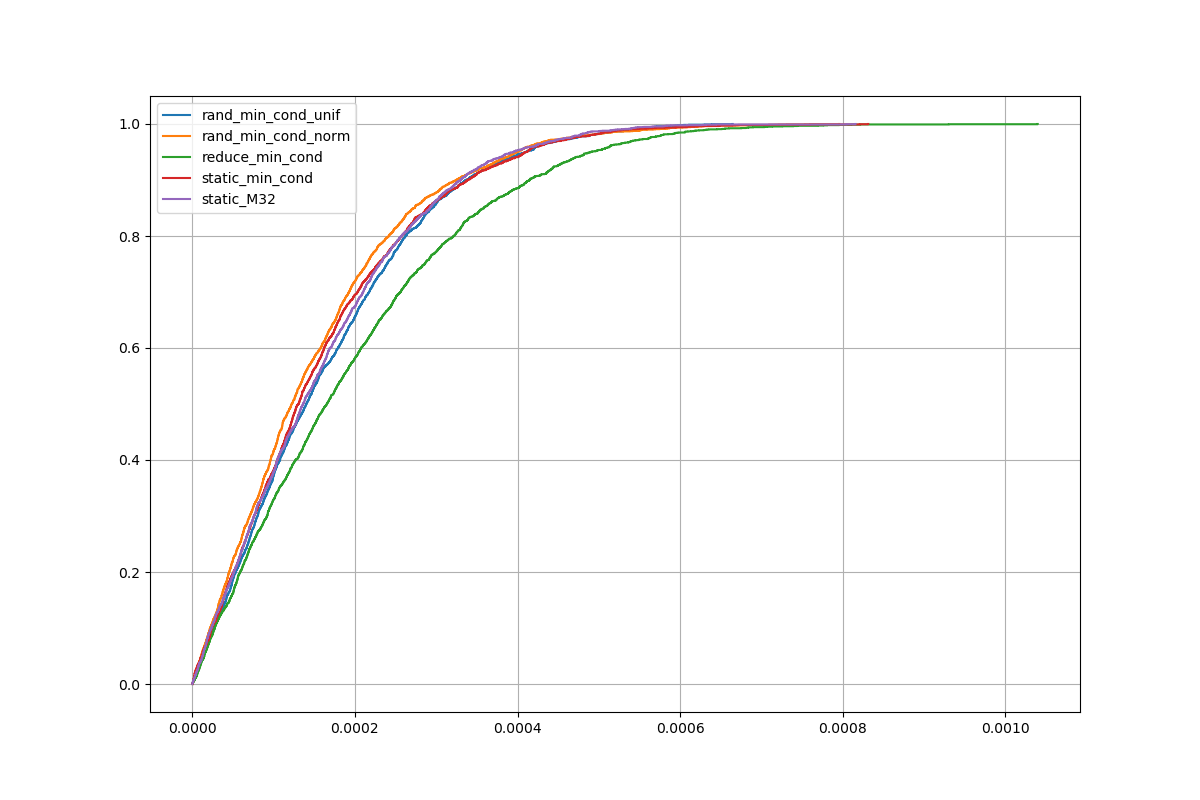 rand_min_cond_unif
rand_min_cond_norm
reduce_min_cond
static_min_cond
static_M32
1.0
0.8
0.6
0.4
0.2
0.0
0.0000 0.0002 0.0004 0.0006 0.0008 0.0010